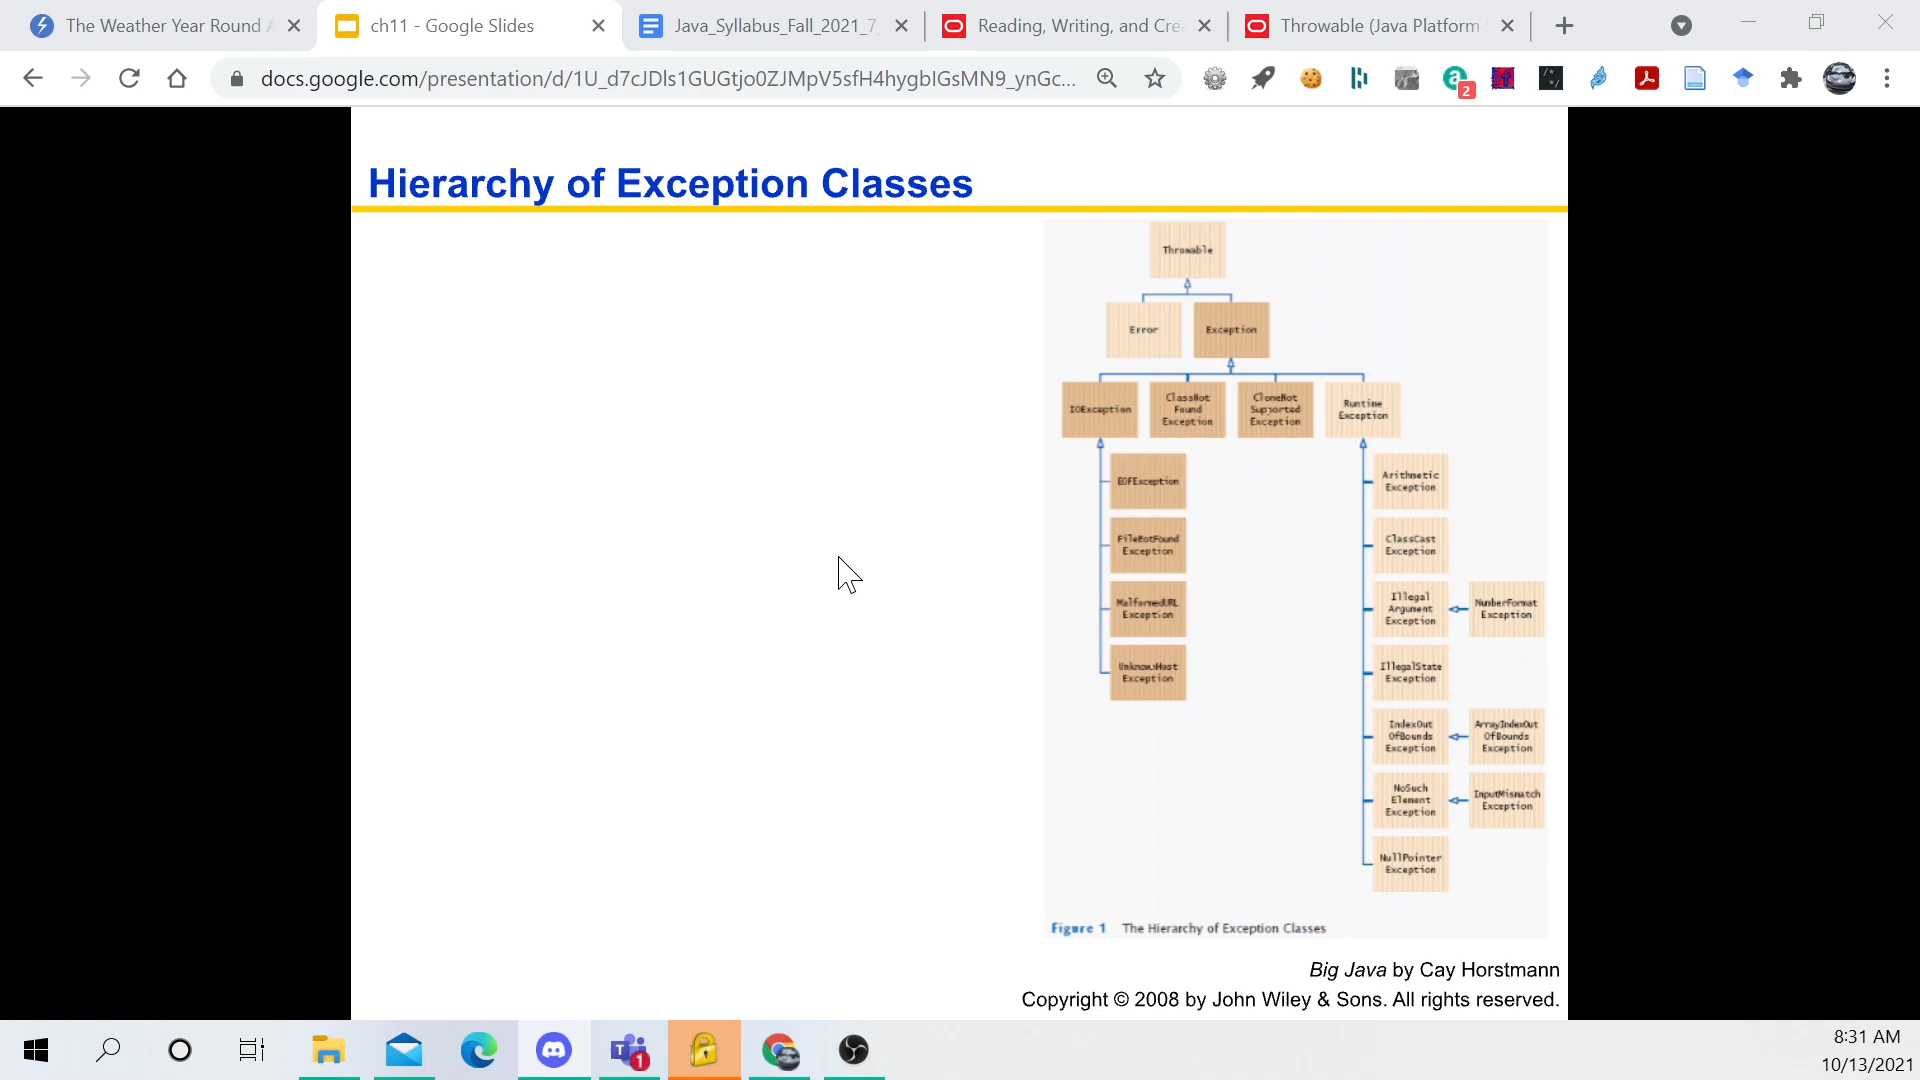 The Weather Year Round A
ch11 - Google Slides
Java_Syllabus_Fall_2021_7_
Reading, Writing, and Crea
Throwable (Java Platform S
docs.google.com/presentation/d/1U_d7cJDls1GUGtjo0ZJMpV5sfH4hygbIGsMN9_ynGc...
2
Hierarchy of Exception Classes
Throwable
Error
Exception
IOException
ClassNot
Found
Exception
CloneNot
Supported
Exception
Runtime
Exception
EOFException
FileNotFound
Exception
MalformedURL
Exception
UnknownHost
Exception
Arithmetic
Exception
ClassCast
Exception
Illegal
Argument
Exception
NumberFormat
Exception
IllegalState
Exception
IndexOut
OfBounds
Exception
ArrayIndexOut
OfBounds
Exception
NoSuch
Element
Exception
InputMismatch
Exception
NullPointer
Exception
Figure 1 The Hierarchy of Exception Classes
Big Java by Cay Horstmann
Copyright © 2008 by John Wiley & Sons. All rights reserved.
1
8:31 AM
10/13/2021